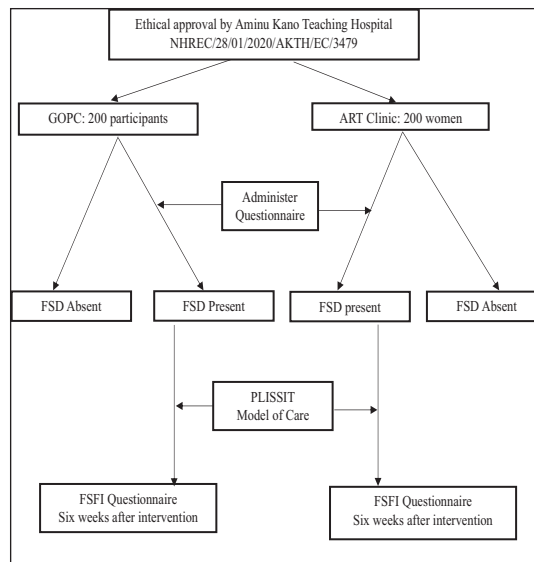 Ethical approval by Aminu Kano Teaching Hospital
NHREC/28/01/2020/AKTH/EC/3479
GOPC: 200 participants
ART Clinic: 200 women
Administer
Questionnaire
FSD Absent
FSD Present
FSD present
FSD Absent
PLISSIT
Model of Care
FSFI Questionnaire
Six weeks after intervention
FSFI Questionnaire
Six weeks after intervention